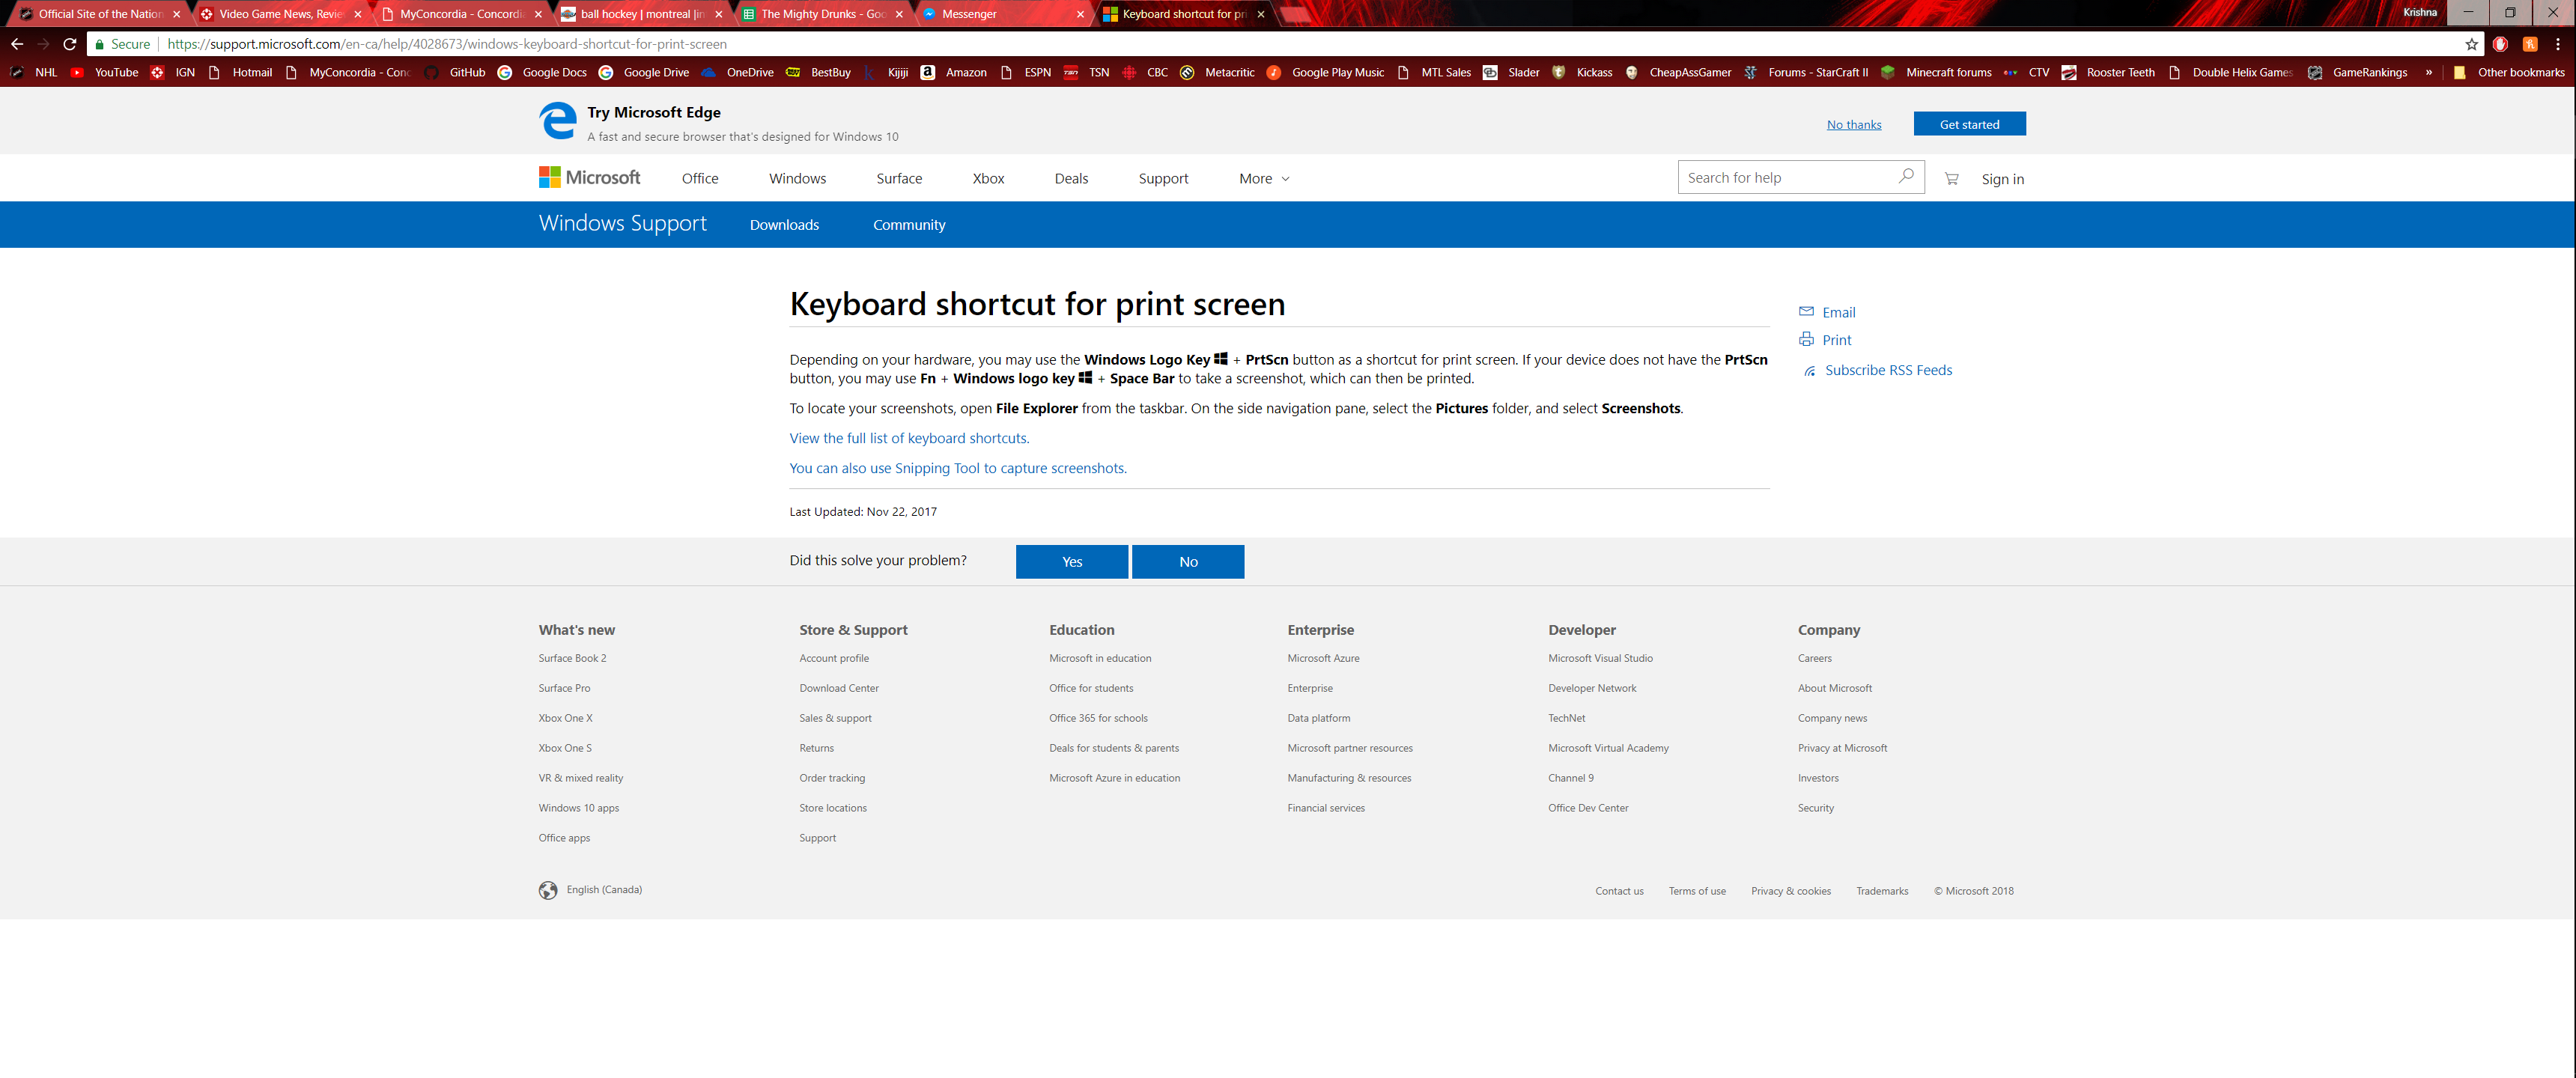 Official Site of the Nation
Video Game News, Revie
MyConcordia - Concordi
ball hockey | montreal |in
The Mighty Drunks - Goo
Messenger
Keyboard shortcut for pri
Krishna
Secure
https://support.microsoft.com/en-ca/help/4028673/windows-keyboard-shortcut-for-print-screen
NHL YouTube IGN Hotmail MyConcordia - Conc GitHub Google Docs Google Drive OneDrive BestBuy Kijiji Amazon ESPN TSN CBC Metacritic Google Play Music MTL Sales Slader Kickass CheapAssGamer Forums - StarCraft II Minecraft forums CTV Rooster Teeth Double Helix Games GameRankings » Other bookmarks
Try Microsoft Edge
A fast and secure browser that's designed for Windows 10
No thanks
Get started
Microsoft Office Windows Surface Xbox Deals Support More
Search for help
Sign in
Windows Support Downloads Community
Keyboard shortcut for print screen
Depending on your hardware, you may use the Windows Logo Key + PrtScn button as a shortcut for print screen. If your device does not have the PrtScn
button, you may use Fn + Windows logo key + Space Bar to take a screenshot, which can then be printed.
To locate your screenshots, open File Explorer from the taskbar. On the side navigation pane, select the Pictures folder, and select Screenshots.
View the full list of keyboard shortcuts.
You can also use Snipping Tool to capture screenshots.
Last Updated: Nov 22, 2017
Email
Print
Subscribe RSS Feeds
Did this solve your problem? Yes No
What's new
Surface Book 2
Surface Pro
Xbox One X
Xbox One S
VR & mixed reality
Windows 10 apps
Office apps
Store & Support
Account profile
Download Center
Sales & support
Returns
Order tracking
Store locations
Support
Education
Microsoft in education
Office for students
Office 365 for schools
Deals for students & parents
Microsoft Azure in education
Enterprise
Microsoft Azure
Enterprise
Data platform
Microsoft partner resources
Manufacturing & resources
Financial services
Developer
Microsoft Visual Studio
Developer Network
TechNet
Microsoft Virtual Academy
Channel 9
Office Dev Center
Company
Careers
About Microsoft
Company news
Privacy at Microsoft
Investors
Security
English (Canada)
Contact us Terms of use Privacy & cookies Trademarks © Microsoft 2018